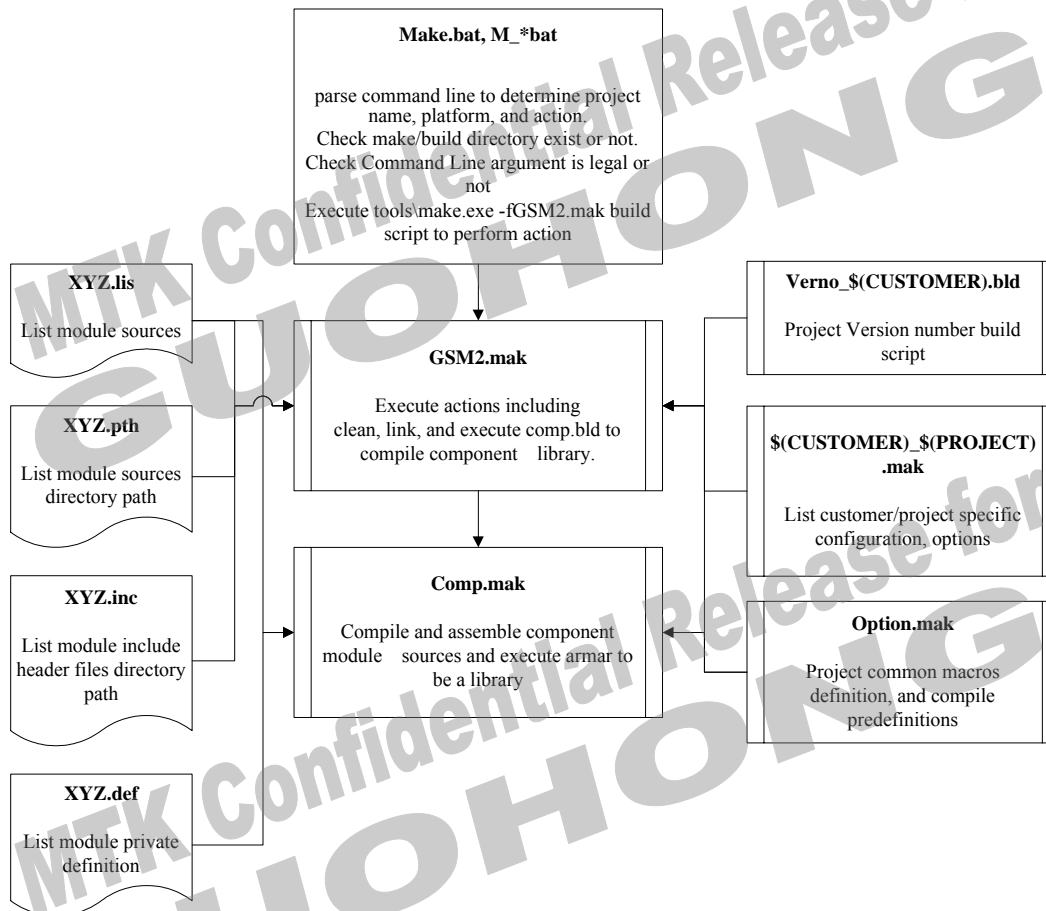 Make.bat, M_*bat
parse command line to determine project
name, platform, and action.
Check make/build directory exist or not.
Check Command Line argument is legal or
not
Execute tools\make.exe -fGSM2.mak build
script to perform action
XYZ.lis
List module sources
XYZ.pth
List module sources
directory path
XYZ.inc
List module include
header files directory
path
XYZ.def
List module private
definition
GSM2.mak
Execute actions including
clean, link, and execute comp.bld to
compile component library.
Comp.mak
Compile and assemble component
module sources and execute armar to
be a library
Verno_$(CUSTOMER).bld
Project Version number build
script
$(CUSTOMER)_$(PROJECT)
.mak
List customer/project specific
configuration, options
Option.mak
Project common macros
definition, and compile
predefinitions
MTK Confidential Release
GUOHONG
MTK Confidential Release for
GUOHONG